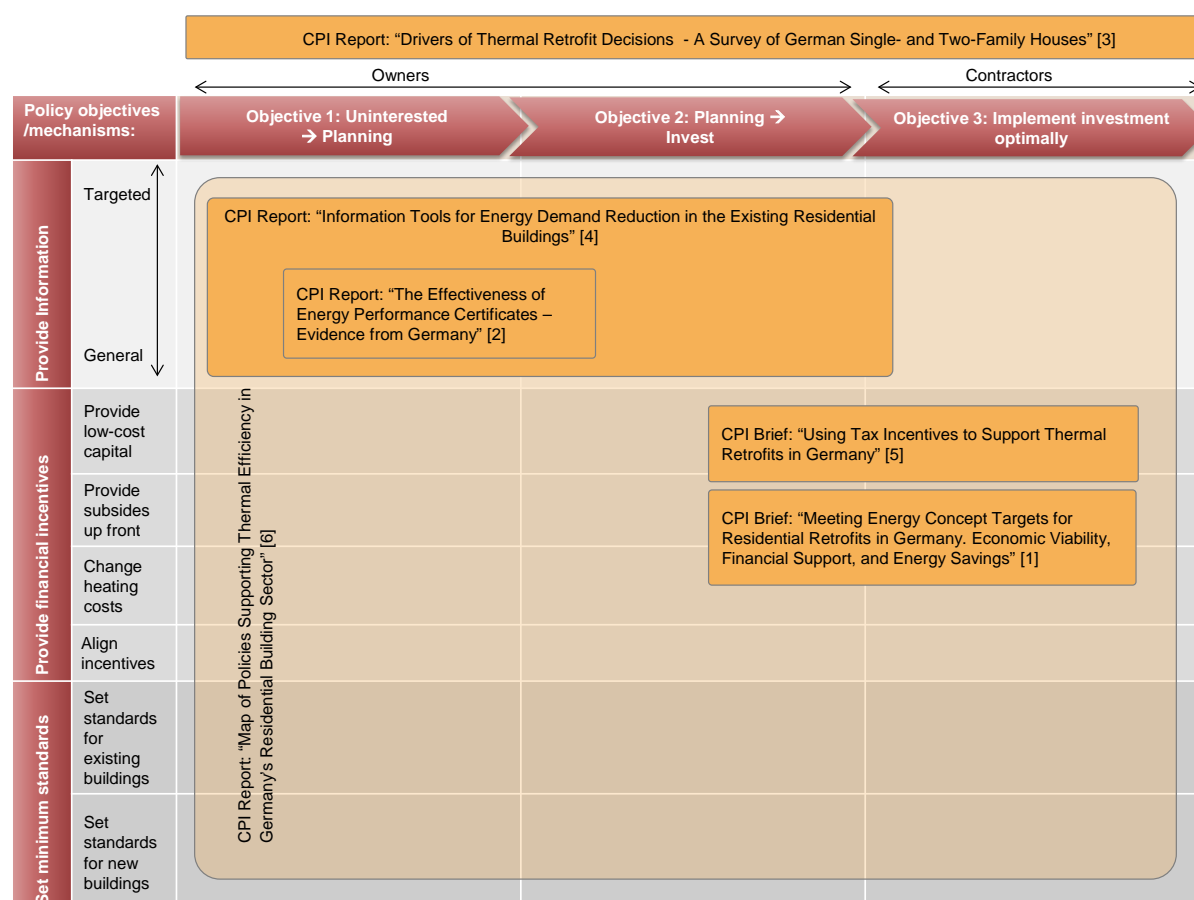 CPI Report: “Drivers of Thermal Retrofit Decisions - A Survey of German Single- and Two-Family Houses” [3]
Owners
Contractors
Policy objectives
/mechanisms:
Objective 1: Uninterested
→ Planning
Objective 2: Planning →
Invest
Objective 3: Implement investment
optimally
Provide Information
Targeted
General
CPI Report: “Information Tools for Energy Demand Reduction in the Existing Residential
Buildings” [4]
CPI Report: “The Effectiveness of
Energy Performance Certificates –
Evidence from Germany” [2]
Provide financial incentives
Provide
low-cost
capital
Provide
subsides
up front
Change
heating
costs
Align
incentives
CPI Brief: “Using Tax Incentives to Support Thermal
Retrofits in Germany” [5]
CPI Brief: “Meeting Energy Concept Targets for
Residential Retrofits in Germany. Economic Viability,
Financial Support, and Energy Savings” [1]
CPI Report: “Map of Policies Supporting Thermal Efficiency in
Germany’s Residential Building Sector” [6]
Set minimum standards
Set
standards
for
existing
buildings
Set
standards
for new
buildings